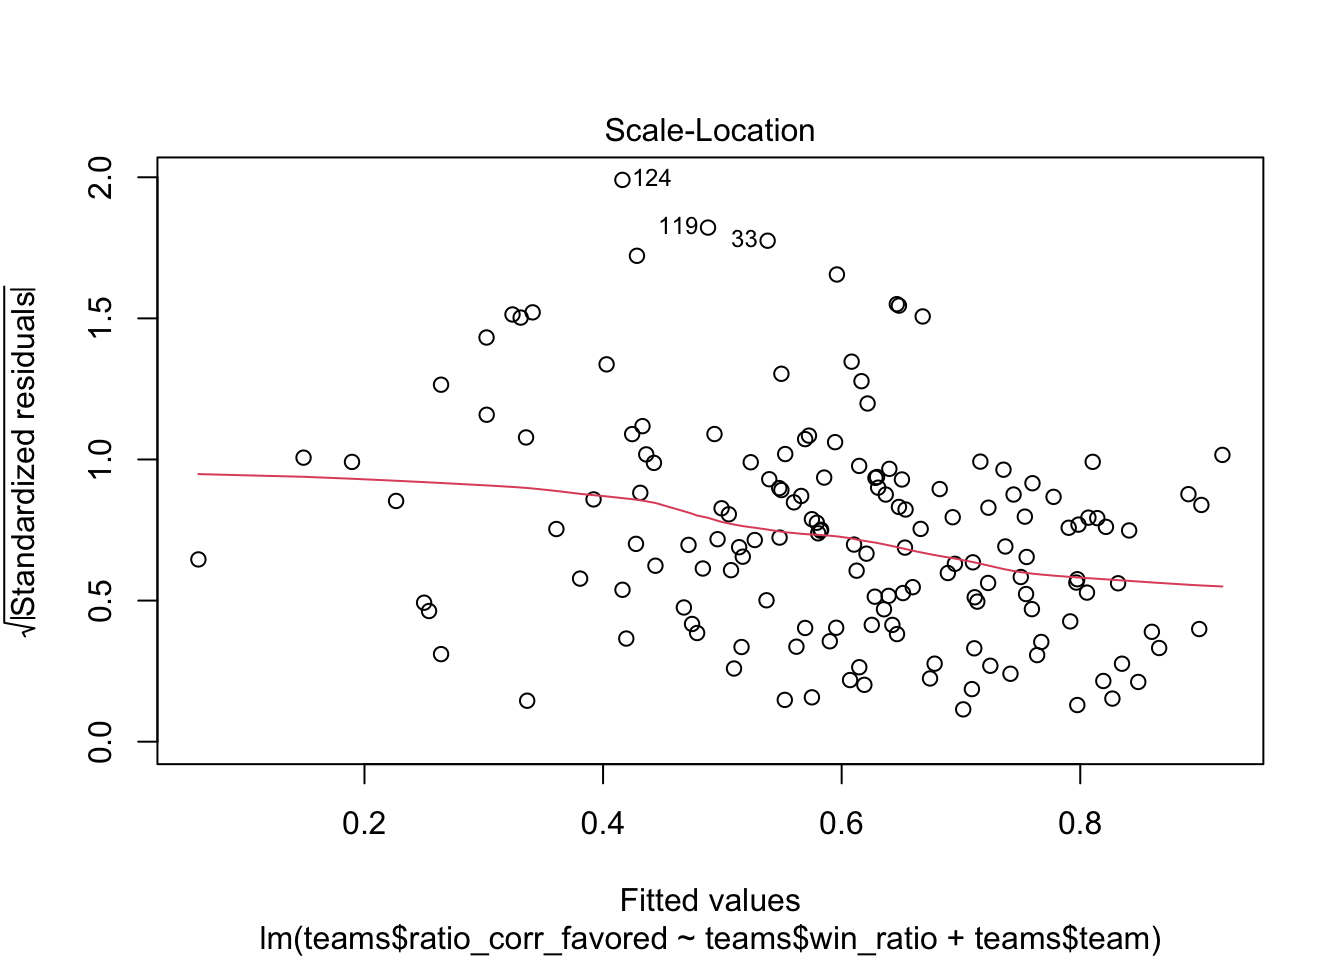 Scale-Location
2.0
1.5
1.0
0.5
0.0
√|Standardized residuals|
124
119
33
0.2 0.4 0.6 0.8
Fitted values
lm(teams$ratio_corr_favored ~ teams$win_ratio + teams$team)